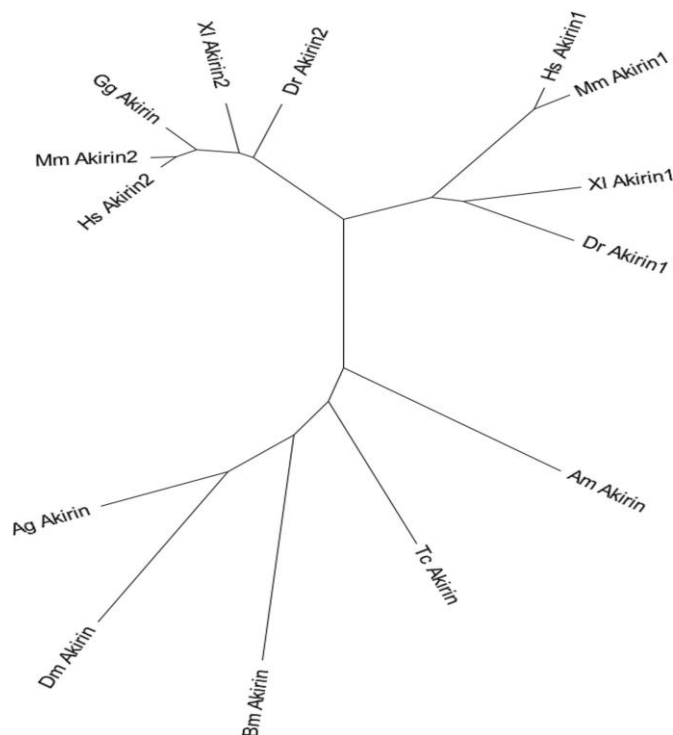 Xl Akirin2
Dr Akirin2
Gg Akirin
Mm Akirin2
Hs Akirin2
Hs Akirin1
Mm Akirin1
Xl Akirin1
Dr Akirin1
Am Akirin
Tc Akirin
Ag Akirin
Dm Akirin
Bm Akirin